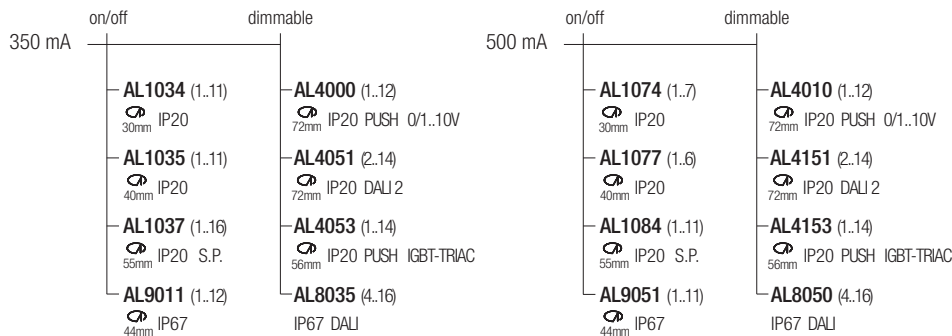 on/off dimmable
350 mA
AL1034 (1..11) AL4000 (1..12)
30mm IP20 72mm IP20 PUSH 0/1..10V
AL1035 (1..11) AL4051 (2..14)
40mm IP20 72mm IP20 DALI 2
AL1037 (1..16) AL4053 (1..14)
55mm IP20 S.P. 56mm IP20 PUSH IGBT-TRIAC
AL9011 (1..12) AL8035 (4..16)
44mm IP67 IP67 DALI
on/off dimmable
500 mA
AL1074 (1..7) AL4010 (1..12)
30mm IP20 72mm IP20 PUSH 0/1..10V
AL1077 (1..6) AL4151 (2..14)
40mm IP20 72mm IP20 DALI 2
AL1084 (1..11) AL4153 (1..14)
55mm IP20 S.P. 56mm IP20 PUSH IGBT-TRIAC
AL9051 (1..11) AL8050 (4..16)
44mm IP67 IP67 DALI